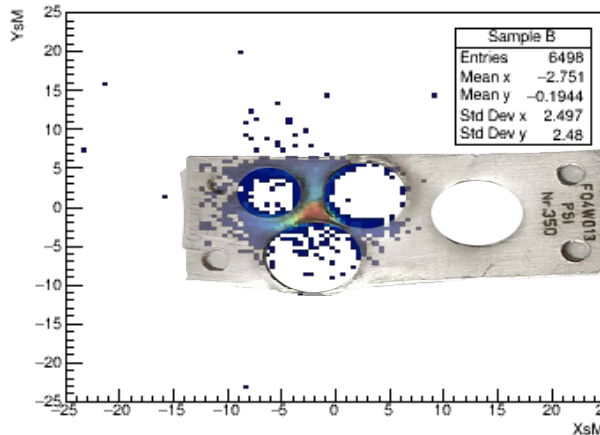 YsM
25
20
15
10
5
0
−5
−10
−15
−20
−25
Sample B
Entries 6498
Mean x −2.751
Mean y −0.1944
Std Dev x 2.497
Std Dev y 2.48
F04W013
PSI
Nr.350
−25 −20 −15 −10 −5 0 5 10 15 20
XsM